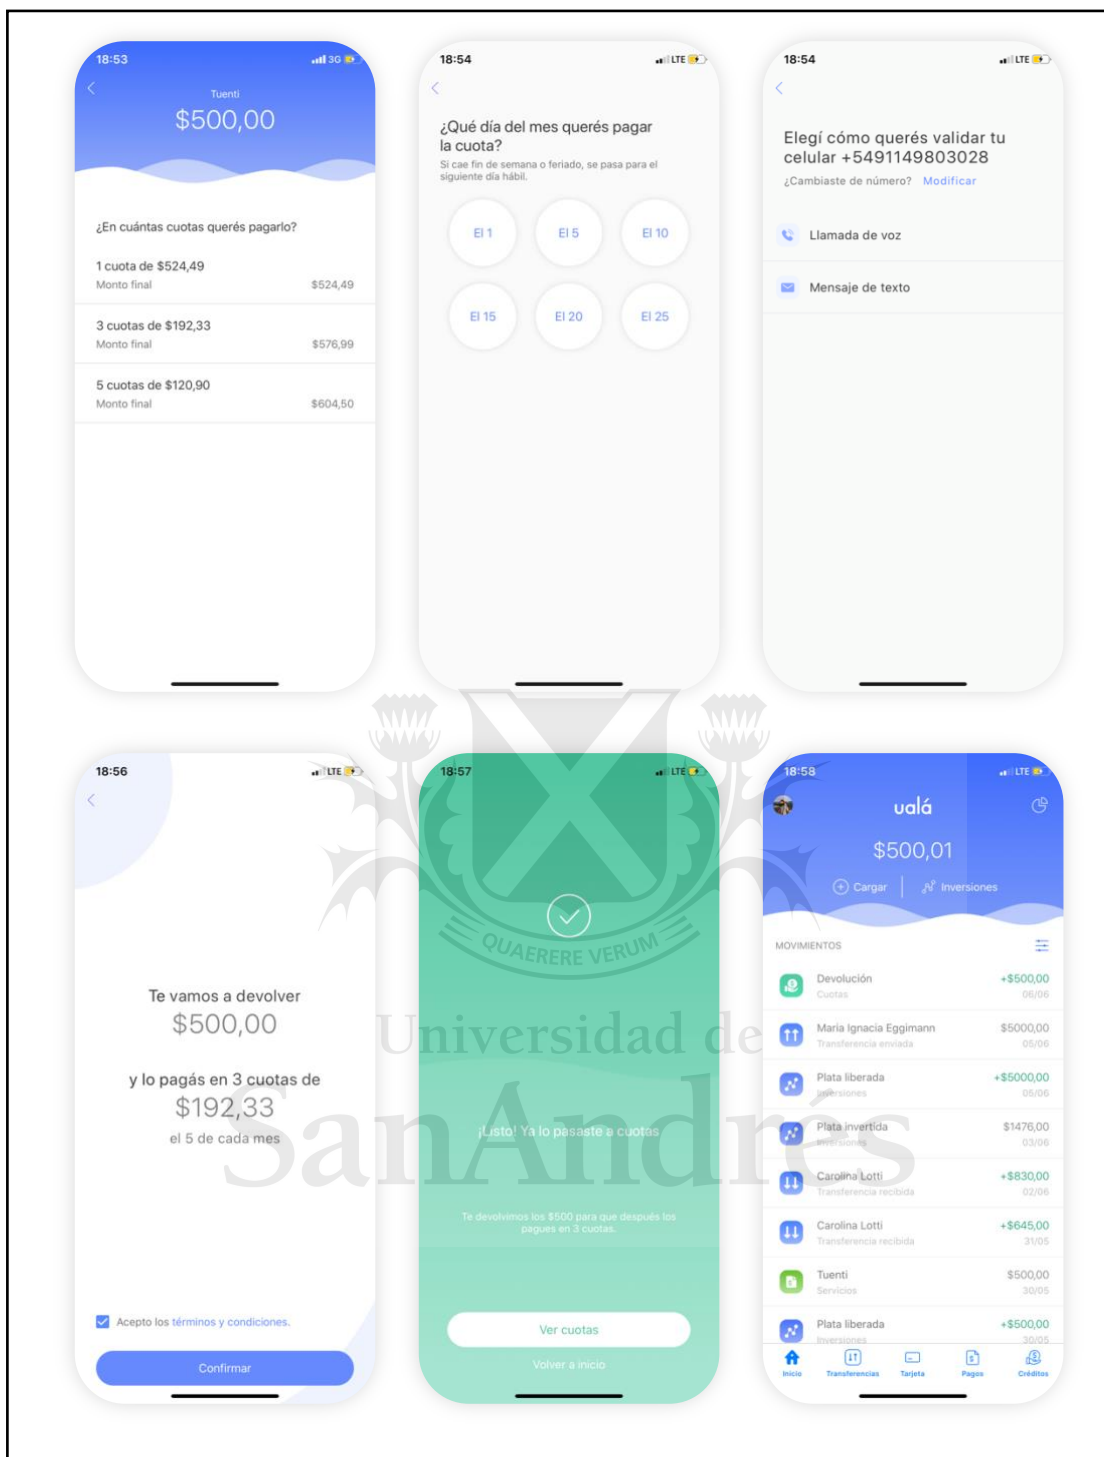 18:53
3G
Tuenti
$500,00
¿En cuántas cuotas querés pagarlo?
1 cuota de $524,49
Monto final $524,49
3 cuotas de $192,33
Monto final $576,99
5 cuotas de $120,90
Monto final $604,50
18:54
LTE
¿Qué día del mes querés pagar
la cuota?
Si cae fin de semana o feriado, se pasa para el
siguiente día hábil.
El 1 El 5 El 10
El 15 El 20 El 25
18:54
LTE
Elegí cómo querés validar tu
celular +5491149803028
¿Cambiaste de número? Modificar
Llamada de voz
Mensaje de texto
18:56
LTE
Te vamos a devolver
$500,00
y lo pagás en 3 cuotas de
$192,33
el 5 de cada mes
Acepto los términos y condiciones.
Confirmar
18:57
LTE
¡Listo! Ya lo pasaste a cuotas
Te devolvimos los $500 para que después los
pagues en 3 cuotas.
Ver cuotas
Volver a inicio
18:58
LTE
ualá
$500,01
Cargar Inversiones
MOVIMIENTOS
Devolución +$500,00
Cuotas 06/06
Maria Ignacia Eggimann $5000,00
Transferencia enviada 05/06
Plata liberada +$5000,00
Inversiones 05/06
Plata invertida $1476,00
Inversiones 03/06
Carolina Lotti +$830,00
Transferencia recibida 02/06
Carolina Lotti +$645,00
Transferencia recibida 31/05
Tuenti $500,00
Servicios 30/05
Plata liberada +$500,00
Inversiones 30/05
Inicio Transferencias Tarjeta Pagos Créditos
QUAERERE VERUM
Universidad de
SanAndrés